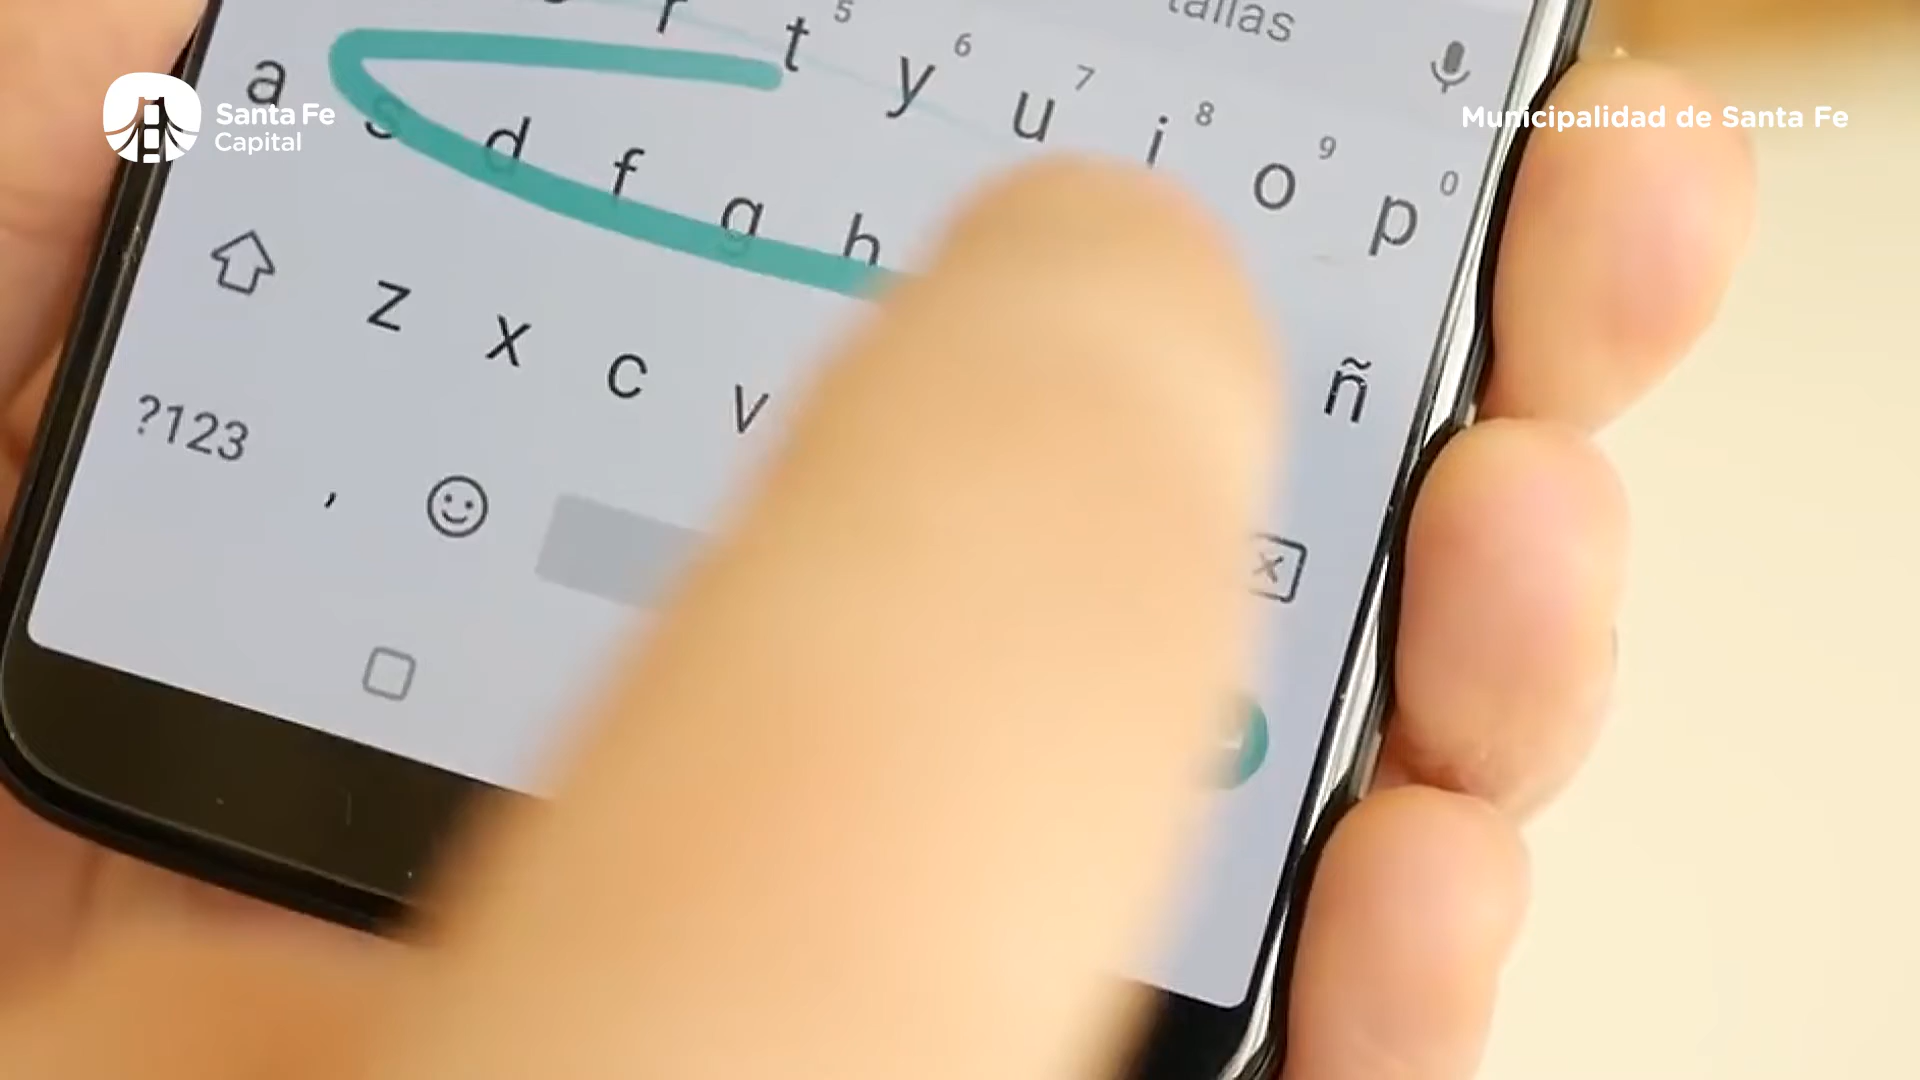 tallas
r t 5 y 6 u 7 i 8 o 9 p 0
a s d f g h ñ
z x c v
?123 ,
Santa Fe
Capital
Municipalidad de Santa Fe